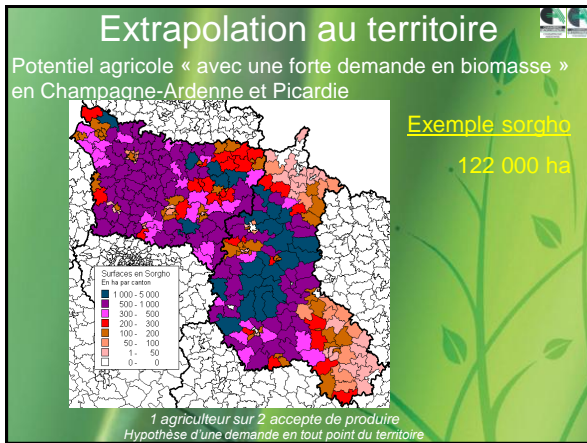 Extrapolation au territoire
Potentiel agricole « avec une forte demande en biomasse »
en Champagne-Ardenne et Picardie
Exemple sorgho
122 000 ha
Surfaces en Sorgho
En ha par canton
1 000 - 5 000
500 - 1 000
300 - 500
200 - 300
100 - 200
50 - 100
1 - 50
0 - 0
1 agriculteur sur 2 accepte de produire
Hypothèse d'une demande en tout point du territoire